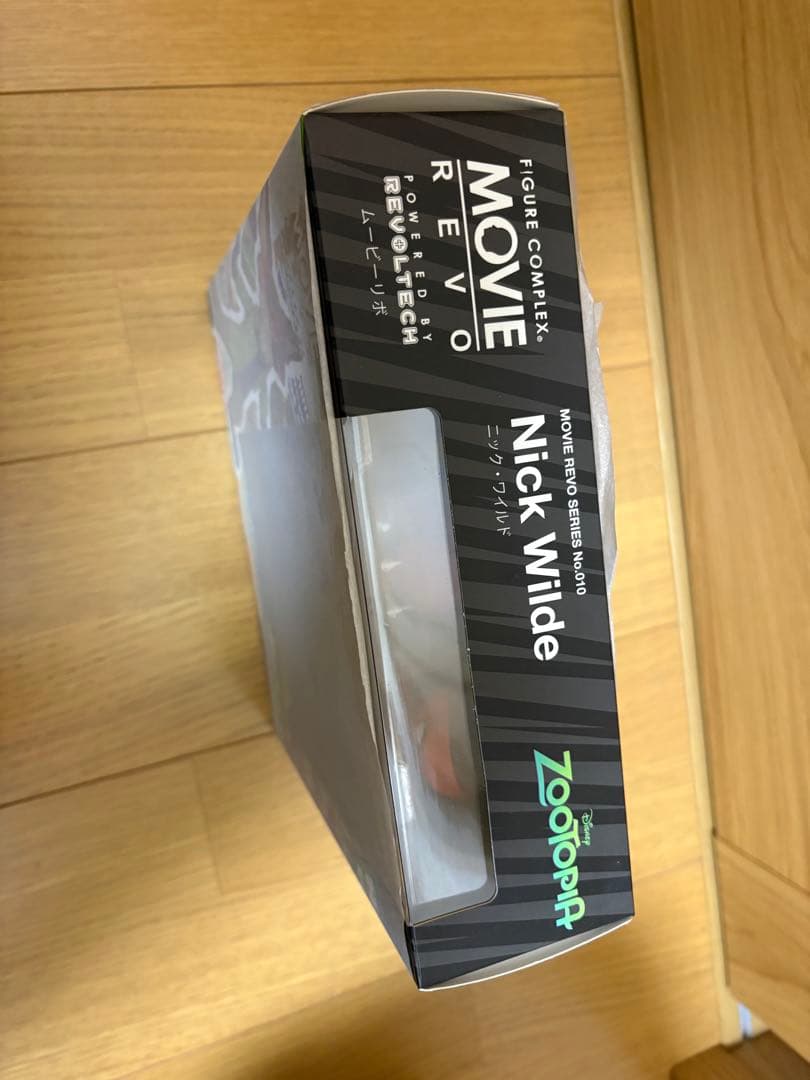 FIGURE COMPLEX®
MOVIE
REVO
POWERED BY
REVOLTECH
ムービーリボ
MOVIE REVO SERIES No.010
Nick Wilde
ニック・ワイルド
Disney
ZOOTOPIA